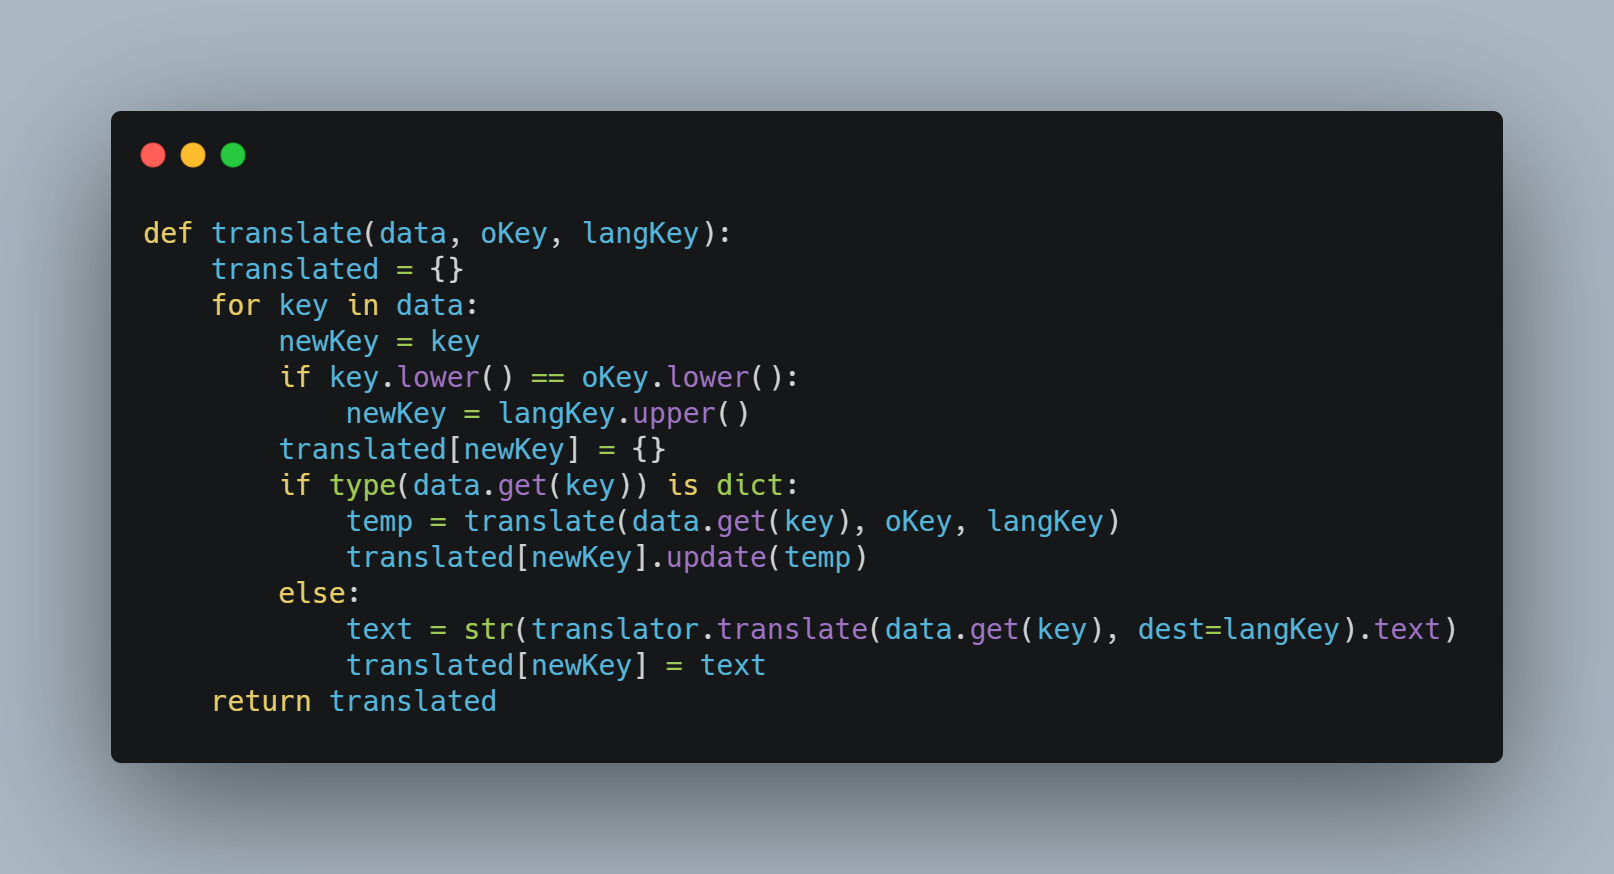 def translate(data, oKey, langKey):
    translated = {}
    for key in data:
        newKey = key
        if key.lower() == oKey.lower():
            newKey = langKey.upper()
        translated[newKey] = {}
        if type(data.get(key)) is dict:
            temp = translate(data.get(key), oKey, langKey)
            translated[newKey].update(temp)
        else:
            text = str(translator.translate(data.get(key), dest=langKey).text)
            translated[newKey] = text
    return translated